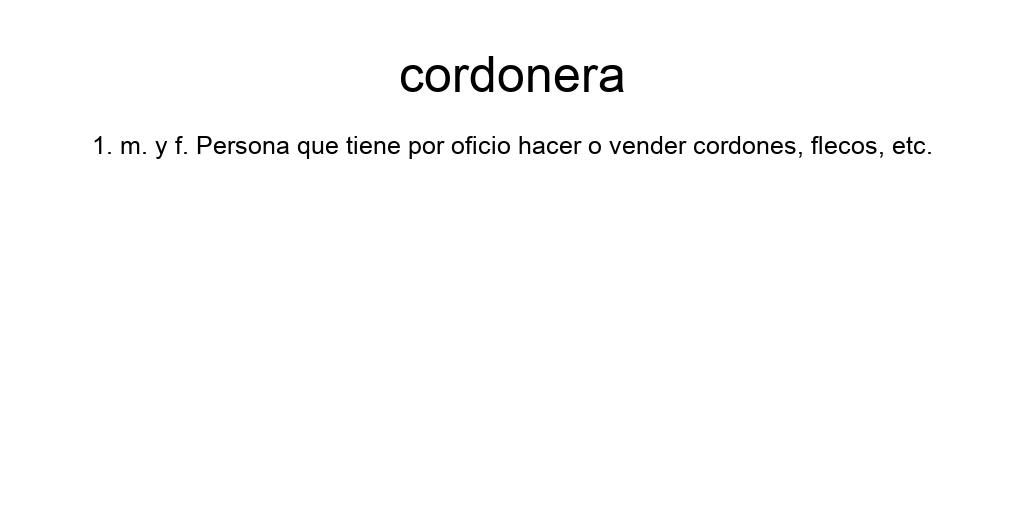 cordonera
1. m. y f. Persona que tiene por oficio hacer o vender cordones, flecos, etc.